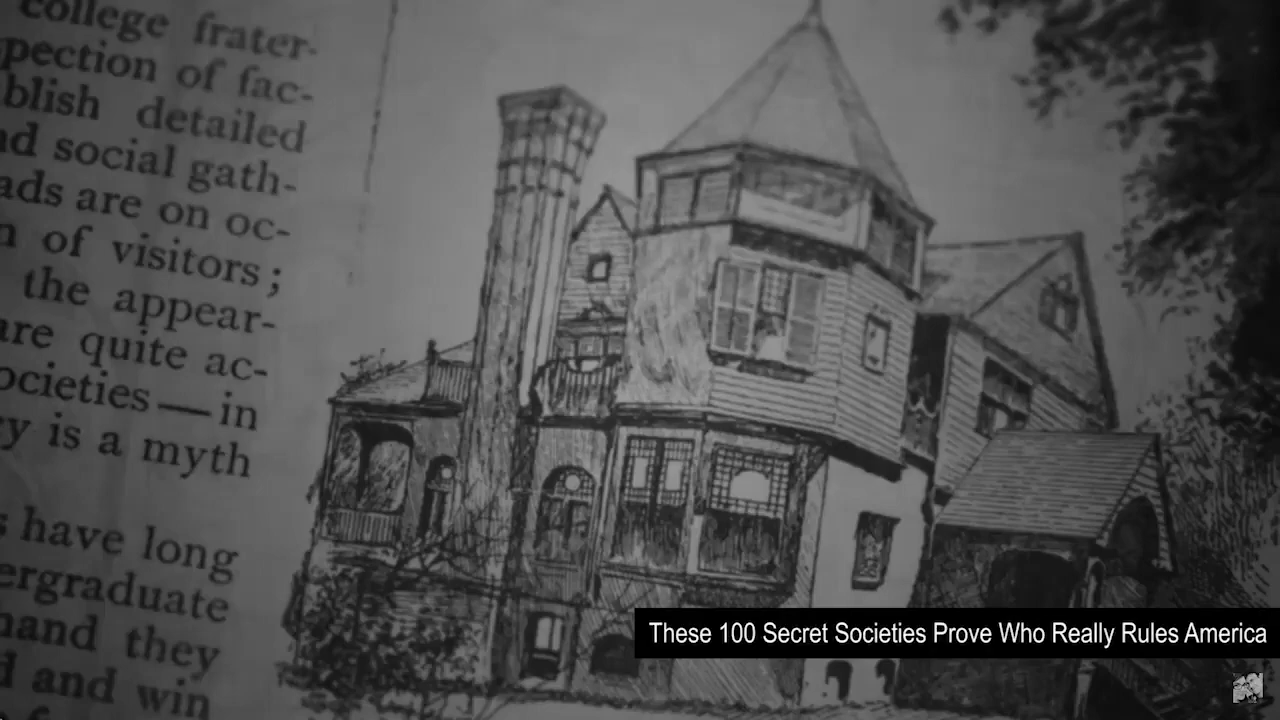 college frater-
pection of fac-
blish detailed
nd social gath-
ads are on oc-
n of visitors;
the appear-
are quite ac-
ocieties—in
y is a myth
s have long
ergraduate
hand they
d and win
These 100 Secret Societies Prove Who Really Rules America